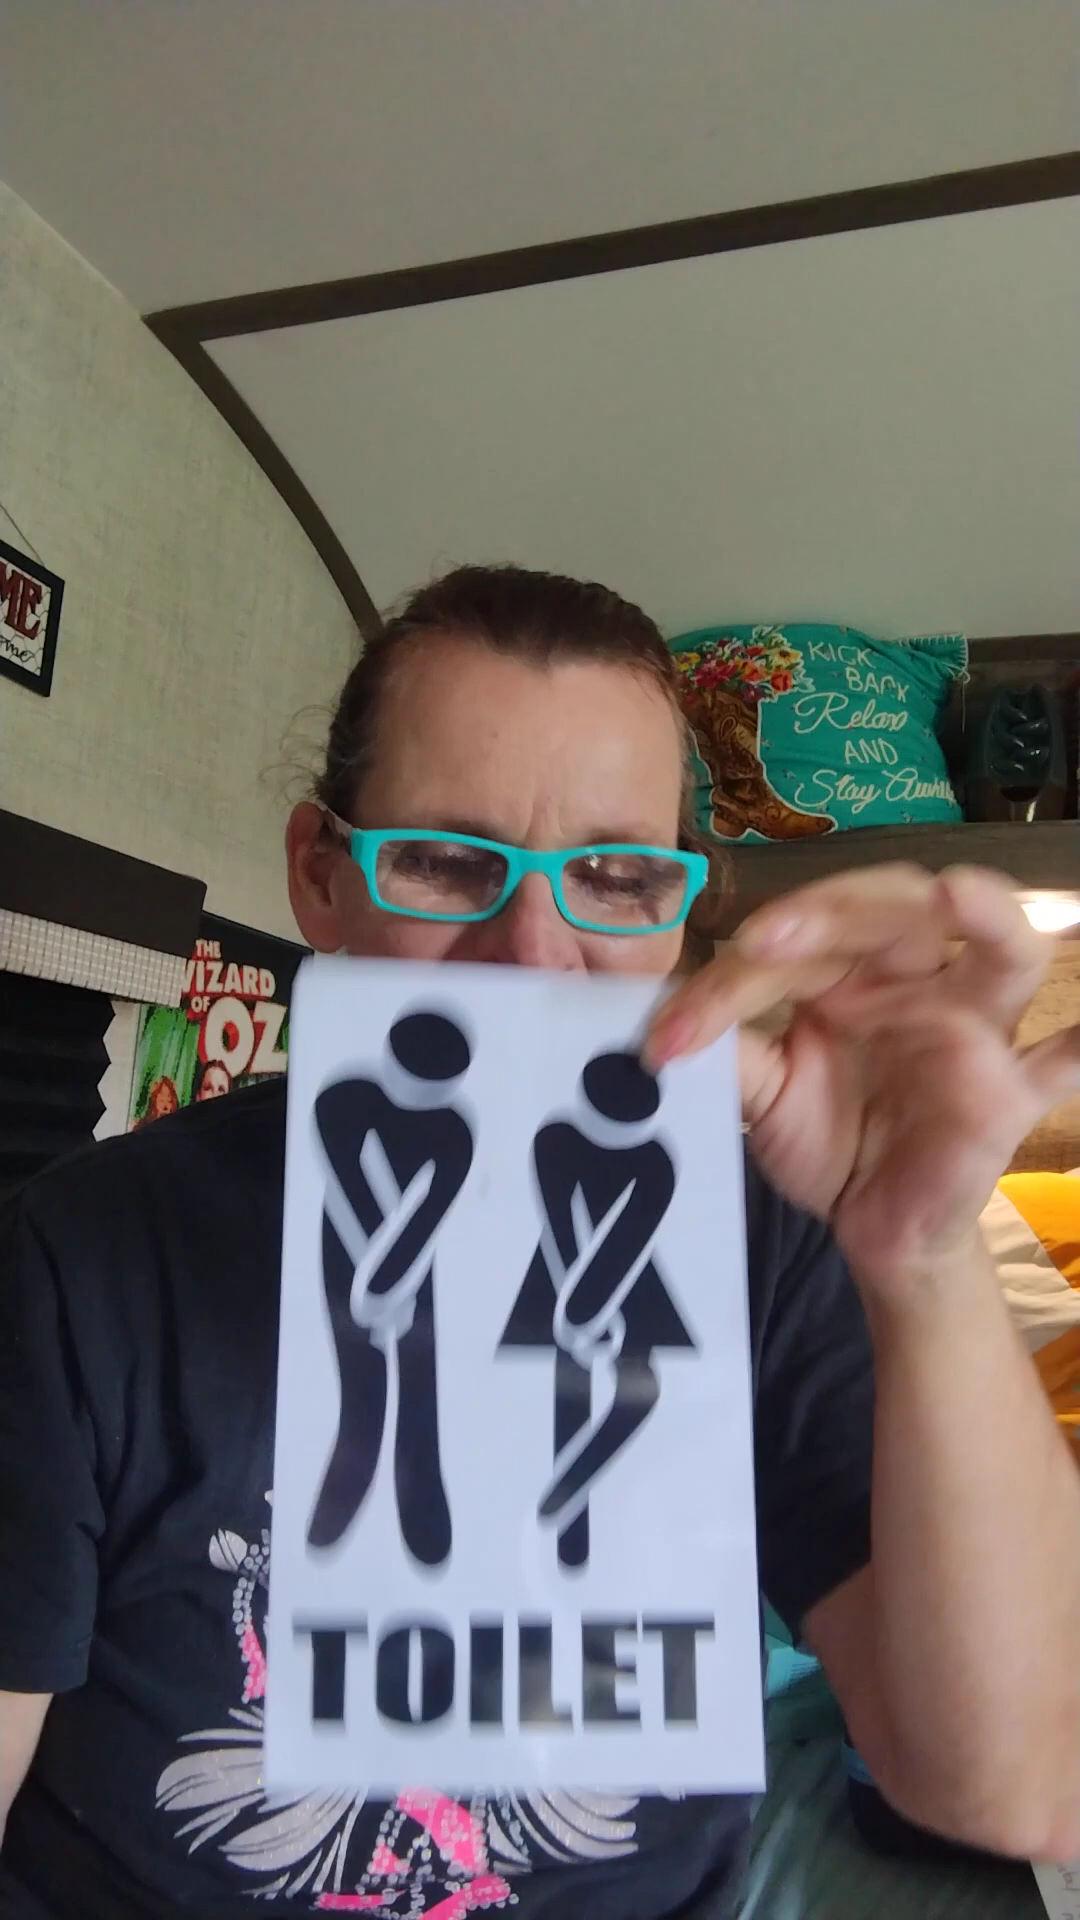 ME
KICK
BACK
Relax
AND
Stay Awhile
THE
WIZARD
OF
OZ
TOILET